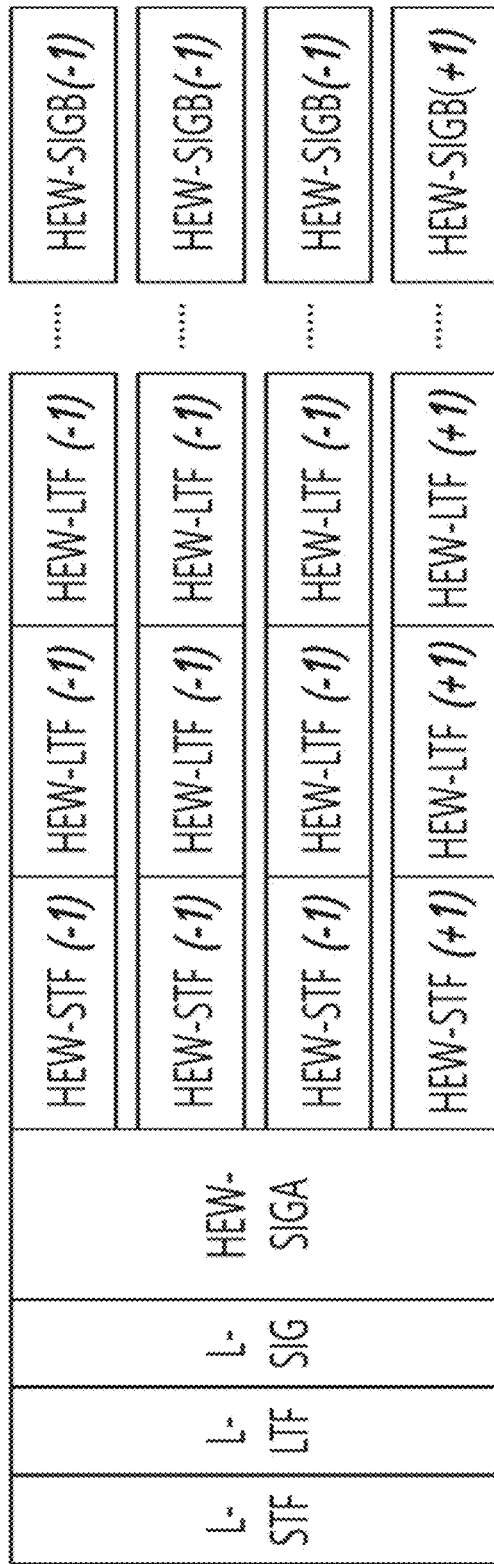 L-
STF
L-
LTF
L-
SIG
HEW-
SIGA
HEW-STF (-1)
HEW-LTF (-1)
HEW-LTF (-1)
......
HEW-SIGB(-1)
HEW-STF (-1)
HEW-LTF (-1)
HEW-LTF (-1)
......
HEW-SIGB(-1)
HEW-STF (-1)
HEW-LTF (-1)
HEW-LTF (-1)
......
HEW-SIGB(-1)
HEW-STF (+1)
HEW-LTF (+1)
HEW-LTF (+1)
......
HEW-SIGB(+1)